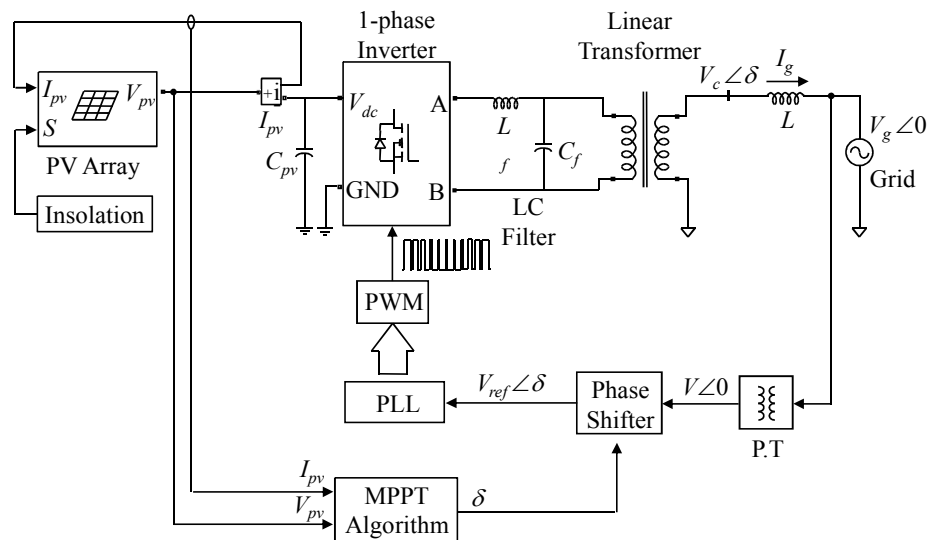 1-phase
Inverter
Linear
Transformer
V_c∠δ
I_g
I_pv
V_pv
S
PV Array
Insolation
+i
I_pv
C_pv
V_dc
GND
A
B
L
f
C_f
LC
Filter
L
V_g∠0
Grid
PWM
PLL
V_ref∠δ
Phase
Shifter
V∠0
P.T
I_pv
V_pv
MPPT
Algorithm
δ